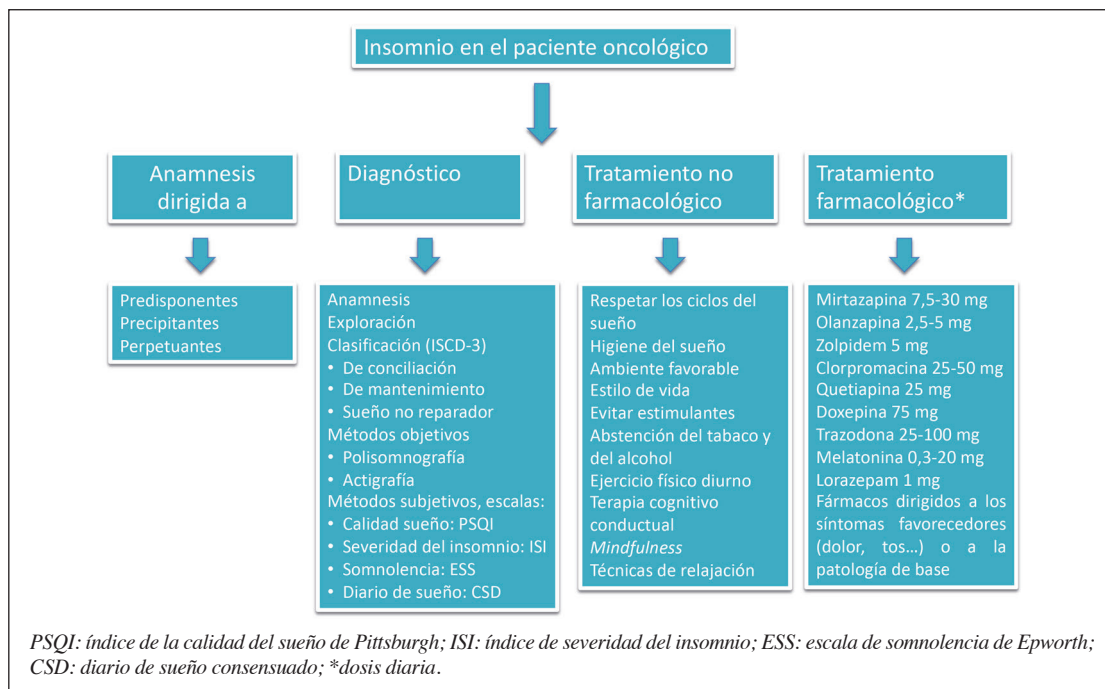 Insomnio en el paciente oncológico
Anamnesis
dirigida a
Predisponentes
Precipitantes
Perpetuantes
Diagnóstico
Anamnesis
Exploración
Clasificación (ISCD-3)
• De conciliación
• De mantenimiento
• Sueño no reparador
Métodos objetivos
• Polisomnografía
• Actigrafía
Métodos subjetivos, escalas:
• Calidad sueño: PSQI
• Severidad del insomnio: ISI
• Somnolencia: ESS
• Diario de sueño: CSD
Tratamiento no
farmacológico
Respetar los ciclos del
sueño
Higiene del sueño
Ambiente favorable
Estilo de vida
Evitar estimulantes
Abstención del tabaco y
del alcohol
Ejercicio físico diurno
Terapia cognitivo
conductual
Mindfulness
Técnicas de relajación
Tratamiento
farmacológico*
Mirtazapina 7,5-30 mg
Olanzapina 2,5-5 mg
Zolpidem 5 mg
Clorpromacina 25-50 mg
Quetiapina 25 mg
Doxepina 75 mg
Trazodona 25-100 mg
Melatonina 0,3-20 mg
Lorazepam 1 mg
Fármacos dirigidos a los
síntomas favorecedores
(dolor, tos...) o a la
patología de base
PSQI: índice de la calidad del sueño de Pittsburgh; ISI: índice de severidad del insomnio; ESS: escala de somnolencia de Epworth;
CSD: diario de sueño consensuado; *dosis diaria.